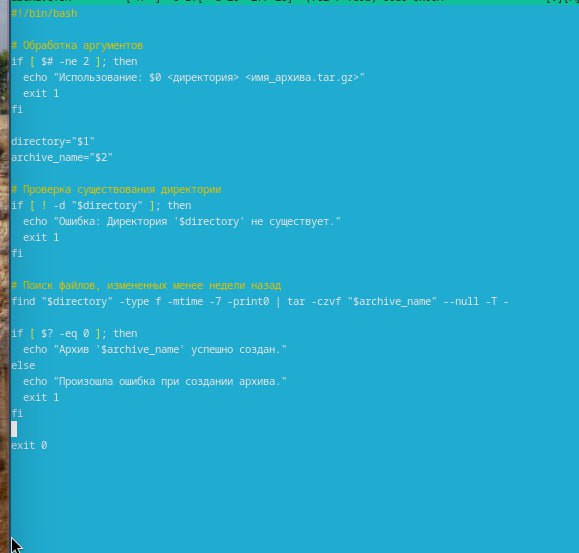 #!/bin/bash
# Обработка аргументов
if [ $# -ne 2 ]; then
  echo "Использование: $0 <директория> <имя_архива.tar.gz>"
  exit 1
fi
directory="$1"
archive_name="$2"
# Проверка существования директории
if [ ! -d "$directory" ]; then
  echo "Ошибка: Директория '$directory' не существует."
  exit 1
fi
# Поиск файлов, измененных менее недели назад
find "$directory" -type f -mtime -7 -print0 | tar -czvf "$archive_name" --null -T -
if [ $? -eq 0 ]; then
  echo "Архив '$archive_name' успешно создан."
else
  echo "Произошла ошибка при создании архива."
  exit 1
fi
exit 0